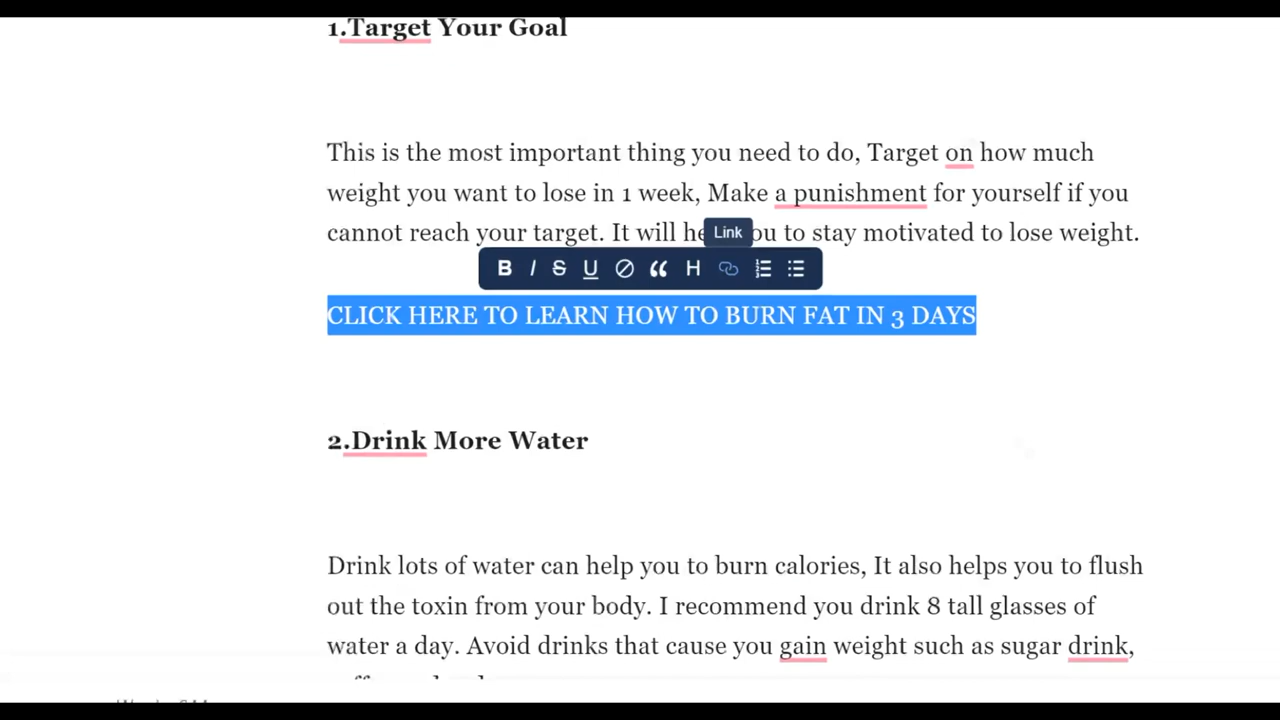 1.Target Your Goal
This is the most important thing you need to do, Target on how much
weight you want to lose in 1 week, Make a punishment for yourself if you
cannot reach your target. It will he ou to stay motivated to lose weight.
Link
B I S U H
CLICK HERE TO LEARN HOW TO BURN FAT IN 3 DAYS
2.Drink More Water
Drink lots of water can help you to burn calories, It also helps you to flush
out the toxin from your body. I recommend you drink 8 tall glasses of
water a day. Avoid drinks that cause you gain weight such as sugar drink,